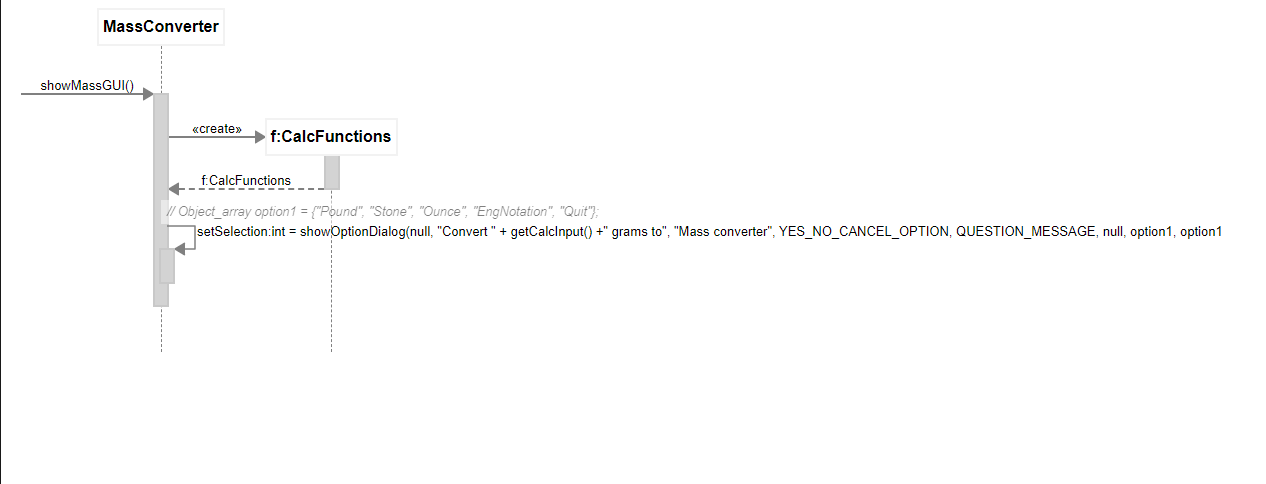 MassConverter
showMassGUI()
«create»
f:CalcFunctions
f:CalcFunctions
// Object_array option1 = {"Pound", "Stone", "Ounce", "EngNotation", "Quit"};
setSelection:int = showOptionDialog(null, "Convert " + getCalcInput() +" grams to", "Mass converter", YES_NO_CANCEL_OPTION, QUESTION_MESSAGE, null, option1, option1